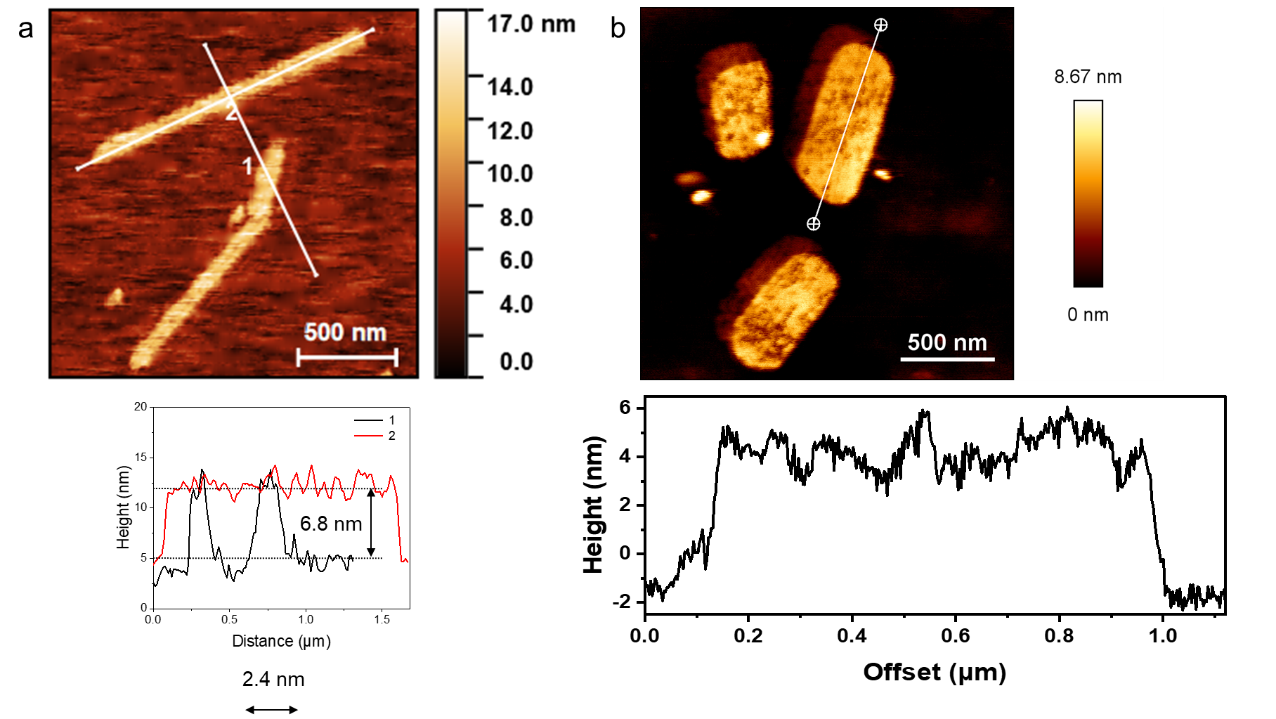 a
2
1
500 nm
17.0 nm
14.0
12.0
10.0
8.0
6.0
4.0
0.0
20
15
10
5
0
Height (nm)
1
2
6.8 nm
0.0
0.5
1.0
1.5
Distance (μm)
2.4 nm
b
500 nm
8.67 nm
0 nm
6
4
2
0
-2
Height (nm)
0.0
0.2
0.4
0.6
0.8
1.0
Offset (μm)